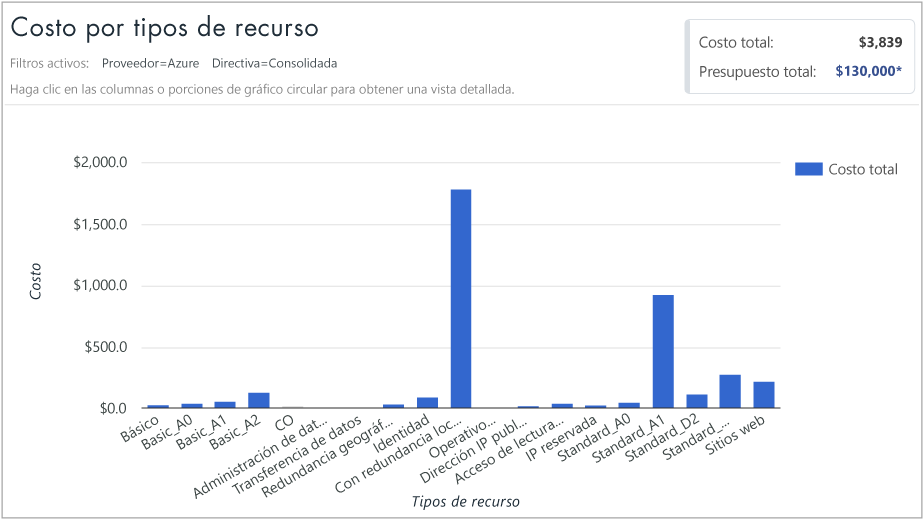 Costo por tipos de recurso
Filtros activos: Proveedor=Azure Directiva=Consolidada
Haga clic en las columnas o porciones de gráfico circular para obtener una vista detallada.
Costo total: $3,839
Presupuesto total: $130,000*
$2,000.0
$1,500.0
$1,000.0
$500.0
$0.0
Costo
Costo total
Básico
Basic_A0
Basic_A1
Basic_A2
CO
Administración de dat...
Transferencia de datos
Redundancia geográf...
Identidad
Con redundancia loc...
Operativo...
Dirección IP publ...
Acceso de lectura...
IP reservada
Standard_A0
Standard_A1
Standard_D2
Standard_...
Sitios web
Tipos de recurso